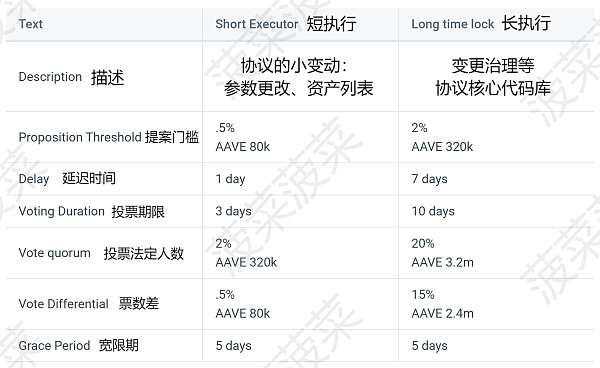 Text Short Executor 短执行 Long time lock 长执行
Description 描述
协议的小变动：
参数更改、资产列表
变更治理等
协议核心代码库
Proposition Threshold 提案门槛
.5%
AAVE 80k
2%
AAVE 320k
Delay 延迟时间 1 day 7 days
Voting Duration 投票期限 3 days 10 days
Vote quorum 投票法定人数
2%
AAVE 320k
20%
AAVE 3.2m
Vote Differential 票数差
.5%
AAVE 80k
15%
AAVE 2.4m
Grace Period 宽限期 5 days 5 days
菠菜菠菜